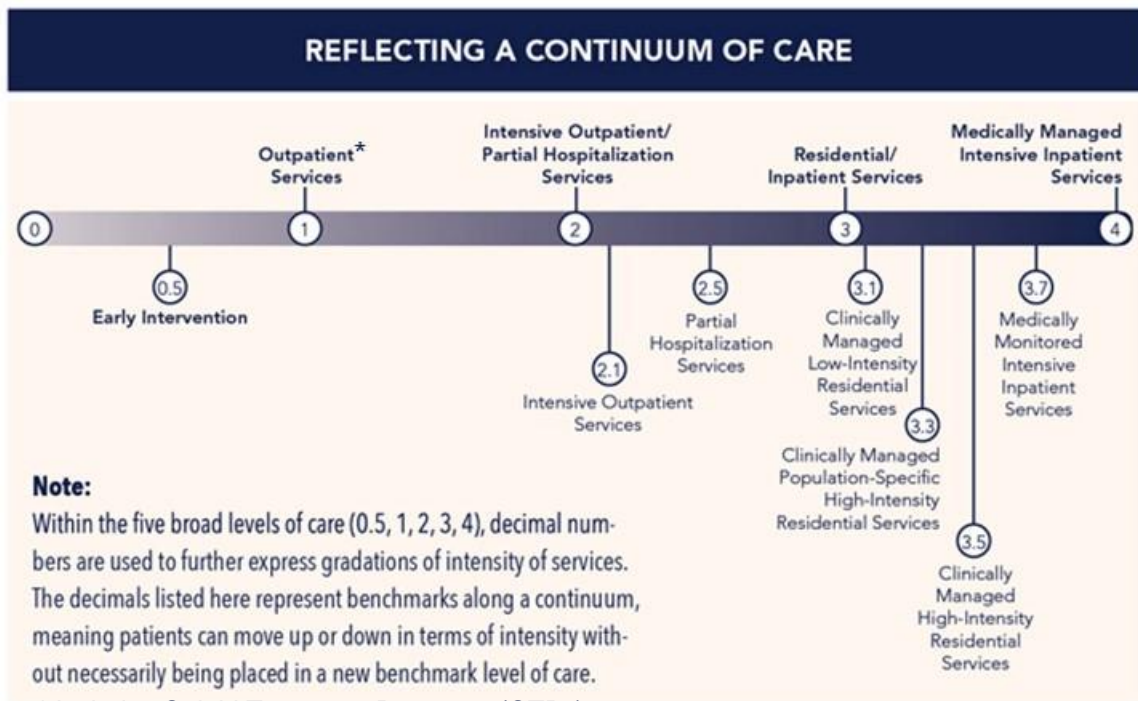 REFLECTING A CONTINUUM OF CARE
Outpatient*
Services
Intensive Outpatient/
Partial Hospitalization
Services
Residential/
Inpatient Services
Medically Managed
Intensive Inpatient
Services
0
1
2
3
4
0.5
Early Intervention
2.1
Intensive Outpatient
Services
2.5
Partial
Hospitalization
Services
3.1
Clinically
Managed
Low-Intensity
Residential
Services
3.3
Clinically Managed
Population-Specific
High-Intensity
Residential Services
3.5
Clinically
Managed
High-Intensity
Residential
Services
3.7
Medically
Monitored
Intensive
Inpatient
Services
Note:
Within the five broad levels of care (0.5, 1, 2, 3, 4), decimal num-
bers are used to further express gradations of intensity of services.
The decimals listed here represent benchmarks along a continuum,
meaning patients can move up or down in terms of intensity with-
out necessarily being placed in a new benchmark level of care.